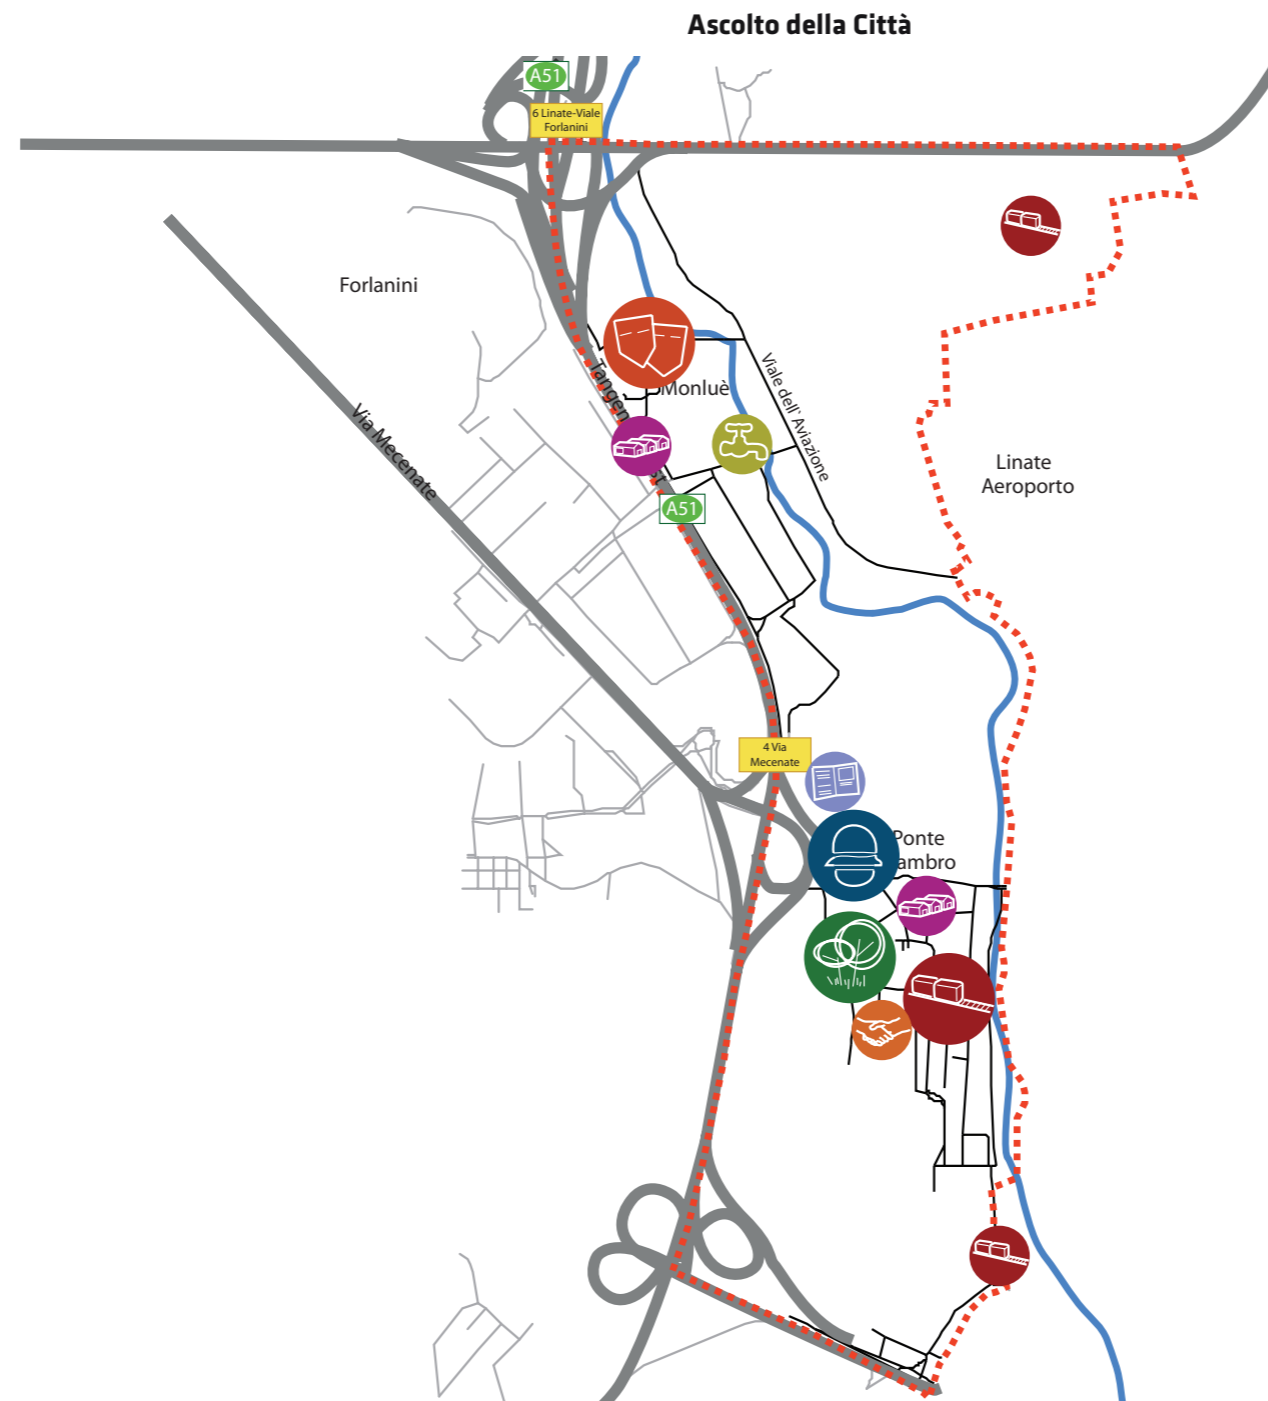 Ascolto della Città
A51
6 Linate-Viale
Forlanini
Forlanini
Monluè
Viale dell` Aviazione
Via Mecenate
Linate
Aeroporto
A51
4 Via
Mecenate
Ponte